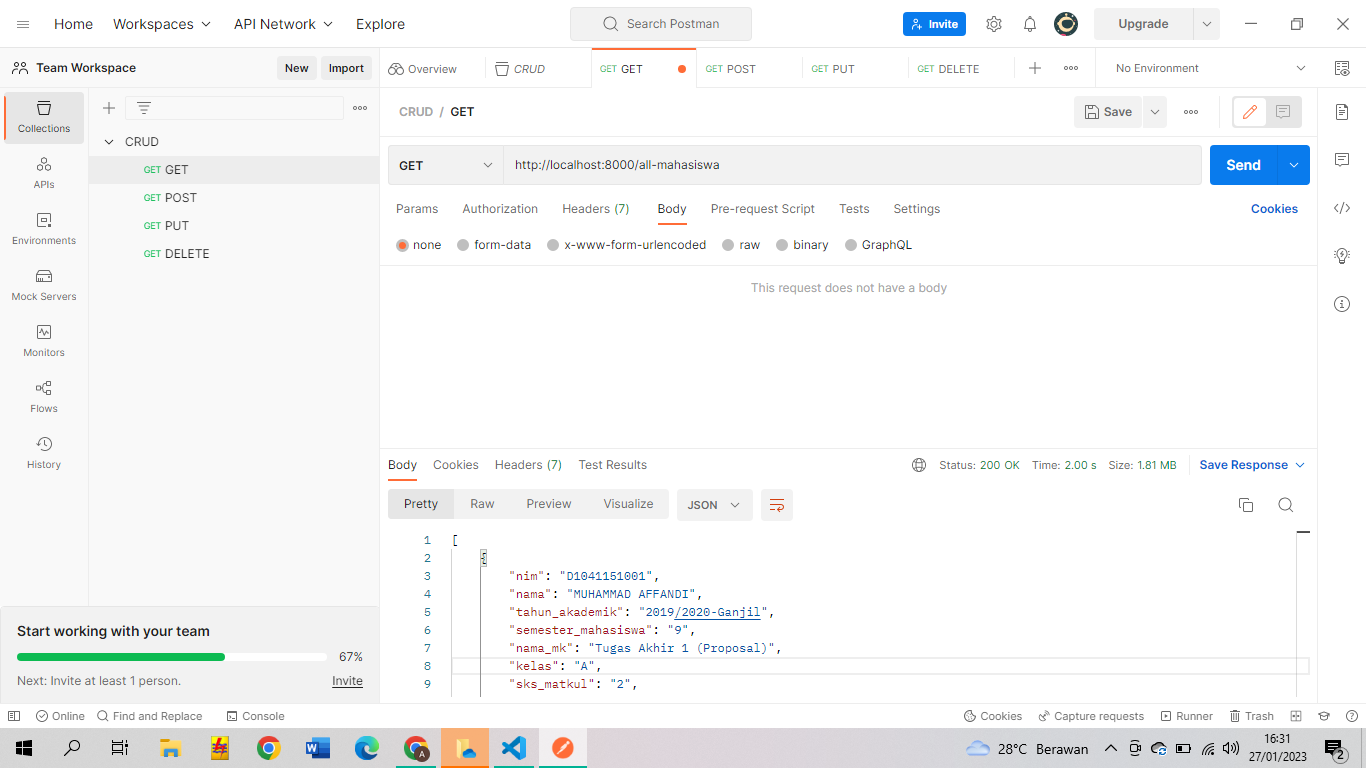 Home Workspaces API Network Explore Search Postman Invite Upgrade
Team Workspace New Import Overview CRUD GET GET GET POST GET PUT GET DELETE No Environment
Collections
APIs
Environments
Mock Servers
Monitors
Flows
History
CRUD
GET GET
GET POST
GET PUT
GET DELETE
CRUD / GET Save
GET http://localhost:8000/all-mahasiswa Send
Params Authorization Headers (7) Body Pre-request Script Tests Settings Cookies
none form-data x-www-form-urlencoded raw binary GraphQL
This request does not have a body
Body Cookies Headers (7) Test Results Status: 200 OK Time: 2.00 s Size: 1.81 MB Save Response
Pretty Raw Preview Visualize JSON
1 [
2 {
3 "nim": "D1041151001",
4 "nama": "MUHAMMAD AFFANDI",
5 "tahun_akademik": "2019/2020-Ganjil",
6 "semester_mahasiswa": "9",
7 "nama_mk": "Tugas Akhir 1 (Proposal)",
8 "kelas": "A",
9 "sks_matkul": "2",
Start working with your team
67%
Next: Invite at least 1 person. Invite
Online Find and Replace Console Cookies Capture requests Runner Trash
28°C Berawan 16:31
27/01/2023
2